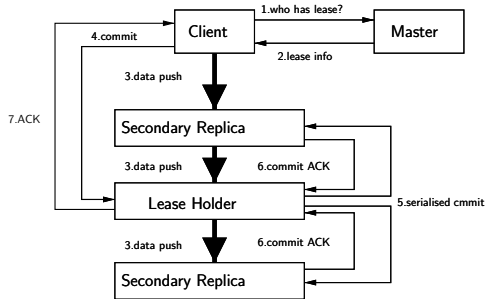 1.who has lease?
Client
Master
4.commit
2.lease info
3.data push
7.ACK
Secondary Replica
3.data push
6.commit ACK
Lease Holder
5.serialised cmmit
3.data push
6.commit ACK
Secondary Replica